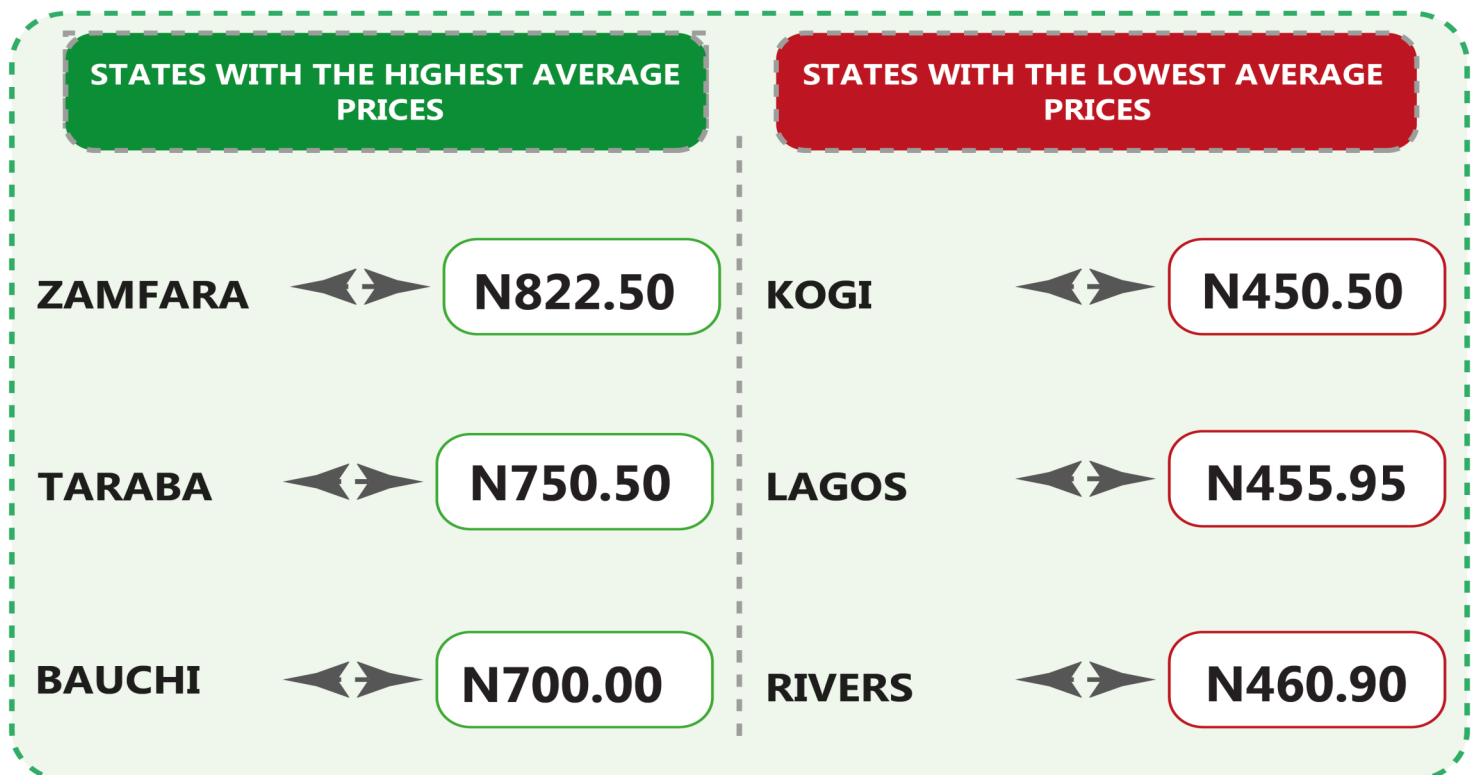 STATES WITH THE HIGHEST AVERAGE
PRICES
ZAMFARA N822.50
TARABA N750.50
BAUCHI N700.00
STATES WITH THE LOWEST AVERAGE
PRICES
KOGI N450.50
LAGOS N455.95
RIVERS N460.90